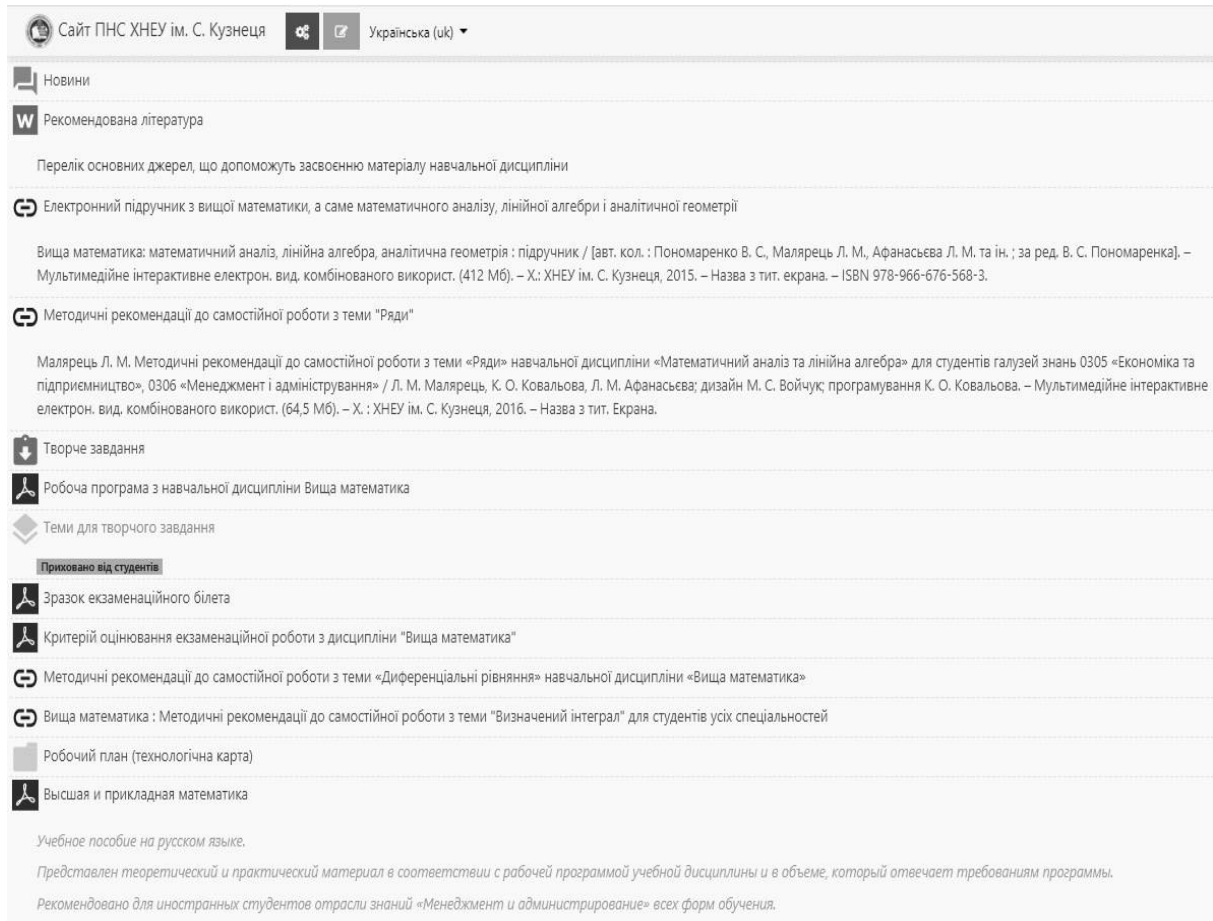 Сайт ПНС ХНЕУ ім. С. Кузнеця
Українська (uk)
Новини
W Рекомендована література
Перелік основних джерел, що допоможуть засвоєнню матеріалу навчальної дисципліни
Електронний підручник з вищої математики, а саме математичного аналізу, лінійної алгебри і аналітичної геометрії
Вища математика: математичний аналіз, лінійна алгебра, аналітична геометрія : підручник / [авт. кол. : Пономаренко В. С., Малярець Л. М., Афанасьєва Л. М. та ін. ; за ред. В. С. Пономаренка]. –
Мультимедійне інтерактивне електрон. вид. комбінованого використ. (412 Мб). – Х.: ХНЕУ ім. С. Кузнеця, 2015. – Назва з тит. екрана. – ISBN 978-966-676-568-3.
Методичні рекомендації до самостійної роботи з теми "Ряди"
Малярець Л. М. Методичні рекомендації до самостійної роботи з теми «Ряди» навчальної дисципліни «Математичний аналіз та лінійна алгебра» для студентів галузей знань 0305 «Економіка та
підприємництво», 0306 «Менеджмент і адміністрування» / Л. М. Малярець, К. О. Ковальова, Л. М. Афанасьєва; дизайн М. С. Войчук; програмування К. О. Ковальова. – Мультимедійне інтерактивне
електрон. вид. комбінованого використ. (64,5 Мб). – Х. : ХНЕУ ім. С. Кузнеця, 2016. – Назва з тит. Екрана.
Творче завдання
Робоча програма з навчальної дисципліни Вища математика
Теми для творчого завдання
Приховано від студентів
Зразок екзаменаційного білета
Критерій оцінювання екзаменаційної роботи з дисципліни "Вища математика"
Методичні рекомендації до самостійної роботи з теми «Диференціальні рівняння» навчальної дисципліни «Вища математика»
Вища математика : Методичні рекомендації до самостійної роботи з теми "Визначений інтеграл" для студентів усіх спеціальностей
Робочий план (технологічна карта)
Высшая и прикладная математика
Учебное пособие на русском языке.
Представлен теоретический и практический материал в соответствии с рабочей программой учебной дисциплины и в объеме, который отвечает требованиям программы.
Рекомендовано для иностранных студентов отрасли знаний «Менеджмент и администрирование» всех форм обучения.